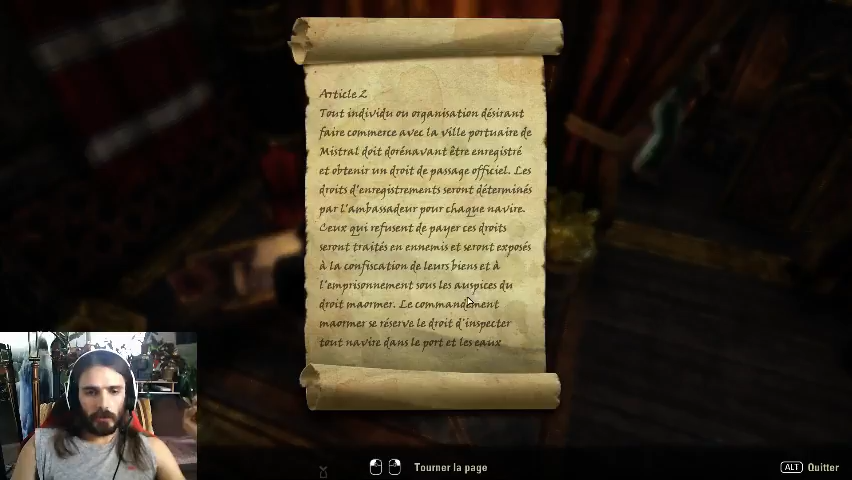 Article 2
Tout individu ou organisation désirant
faire commerce avec la ville portuaire de
Mistral doit dorénavant être enregistré
et obtenir un droit de passage officiel. Les
droits d'enregistrements seront déterminés
par l'ambassadeur pour chaque navire.
Ceux qui refusent de payer ces droits
seront traités en ennemis et seront exposés
à la confiscation de leurs biens et à
l'emprisonnement sous les auspices du
droit maormer. Le commandement
maormer se réserve le droit d'inspecter
tout navire dans le port et les eaux
Tourner la page
ALT Quitter